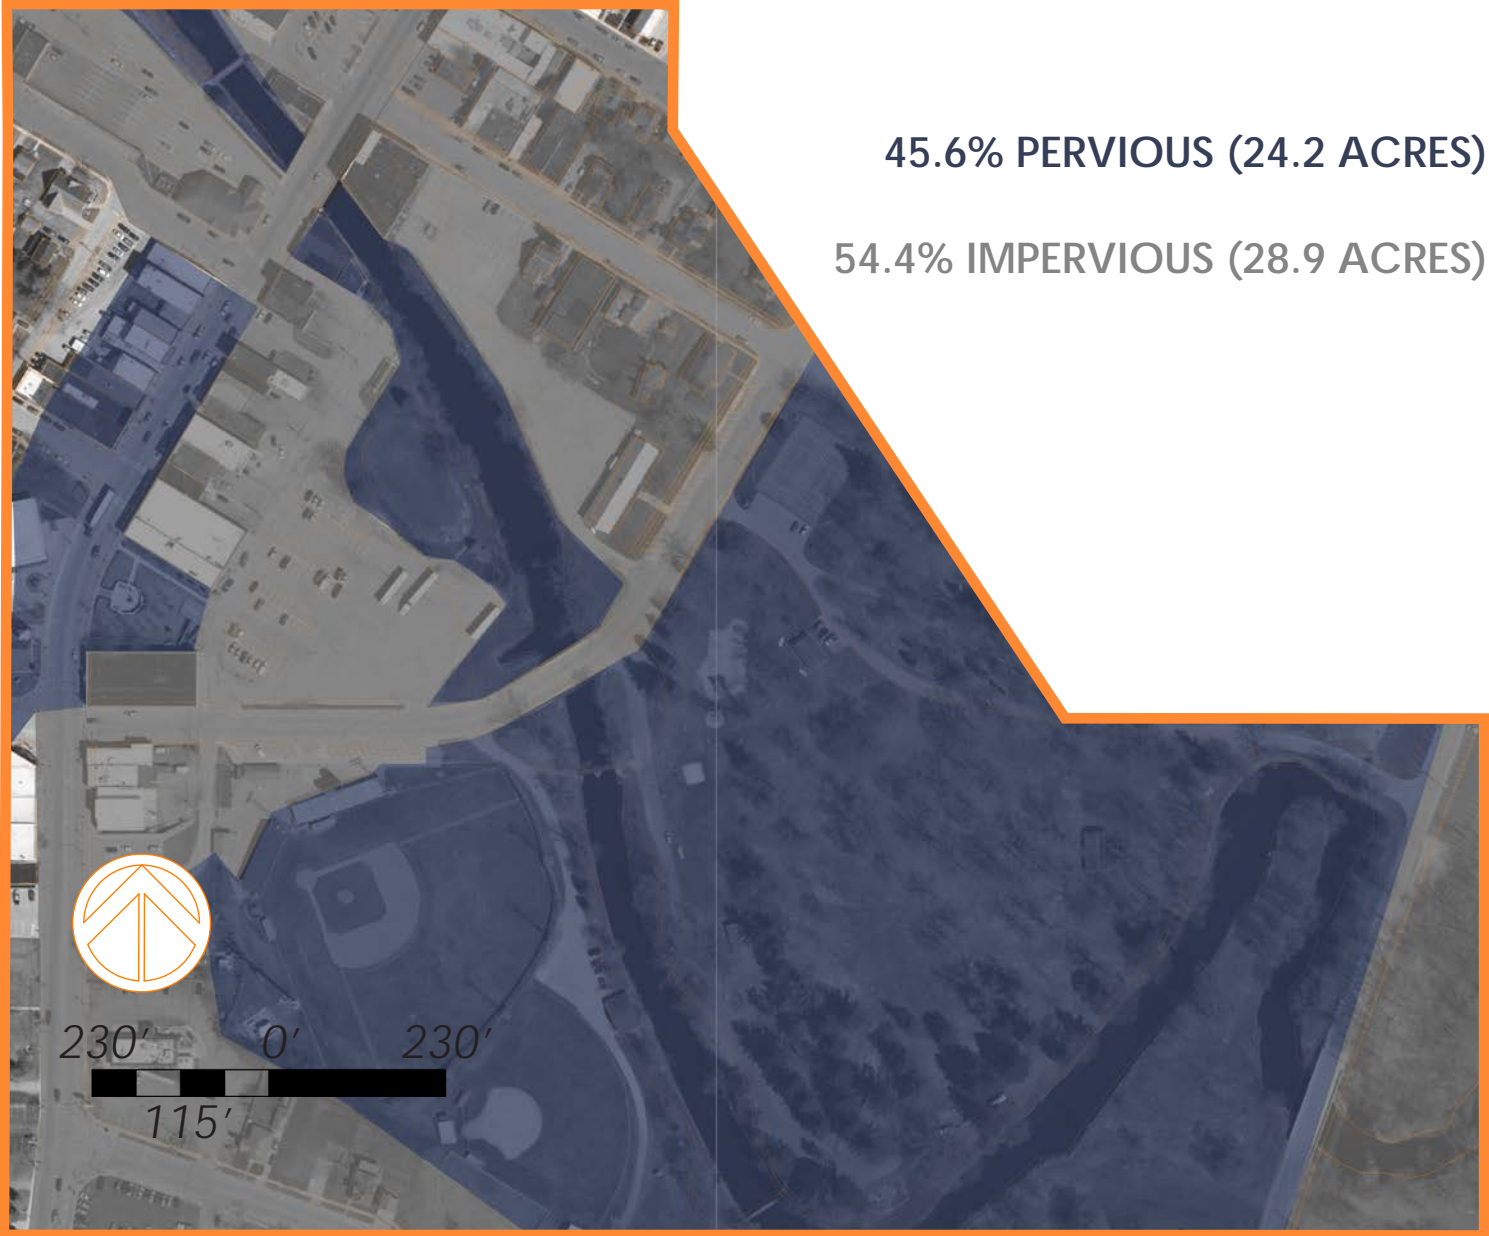 45.6% PERVIOUS (24.2 ACRES)
54.4% IMPERVIOUS (28.9 ACRES)
230' 0' 230'
115'